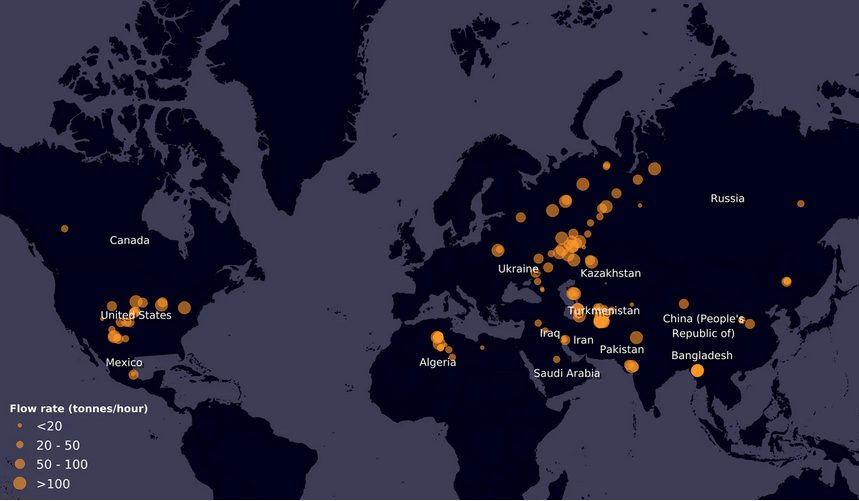 Russia
Canada
Ukraine
Kazakhstan
United States
Turkmenistan
China (People's
Republic of)
Iraq
Iran
Pakistan
Bangladesh
Mexico
Algeria
Saudi Arabia
Flow rate (tonnes/hour)
<20
20 - 50
50 - 100
>100